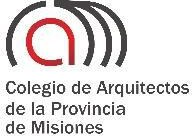 Colegio de Arquitectos
de la Provincia
de Misiones